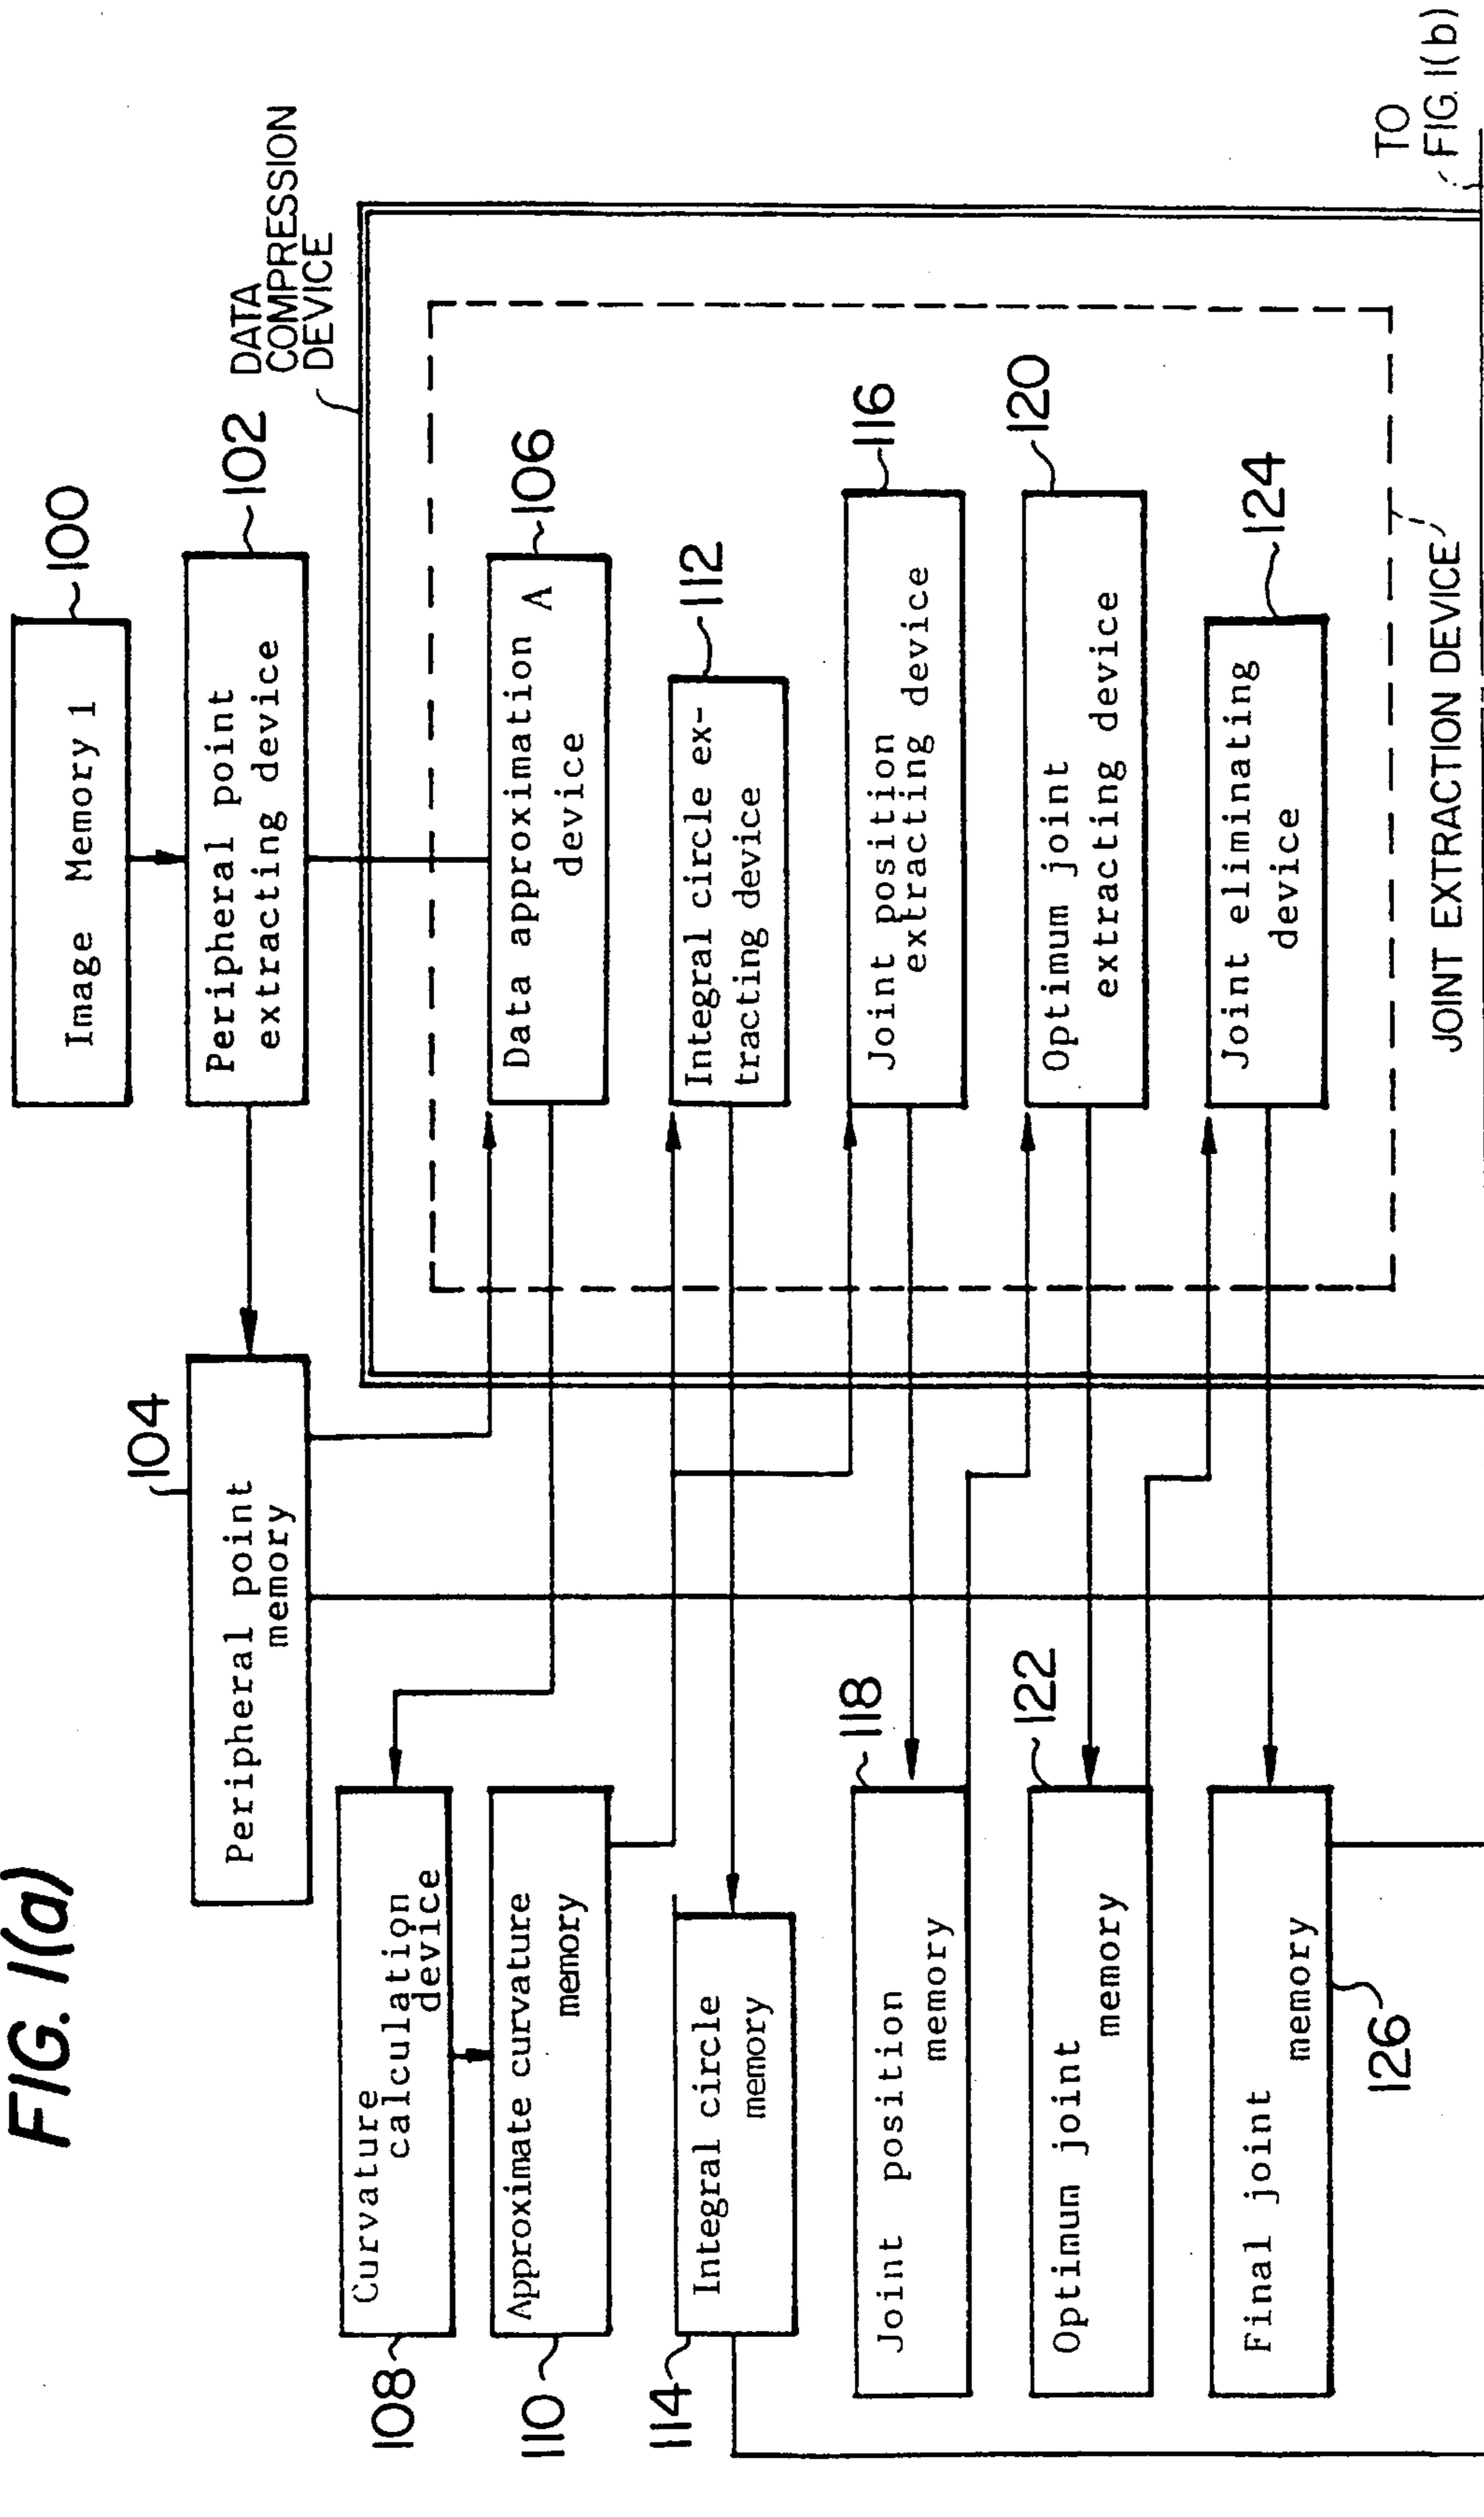 FIG. 1(a)
Image Memory 1
100
Peripheral point
extracting device
102
DATA
COMPRESSION
DEVICE
104
Peripheral point
memory
Data approximation A
device
106
Curvature
calculation
device
108
Approximate curvature
memory
110
Integral circle ex-
tracting device
112
Integral circle
memory
114
Joint position
extracting device
116
Joint position
memory
118
Optimum joint
extracting device
120
Optimum joint
memory
122
Joint eliminating
device
124
Final joint
memory
126
JOINT EXTRACTION DEVICE
TO
FIG. 1(b)